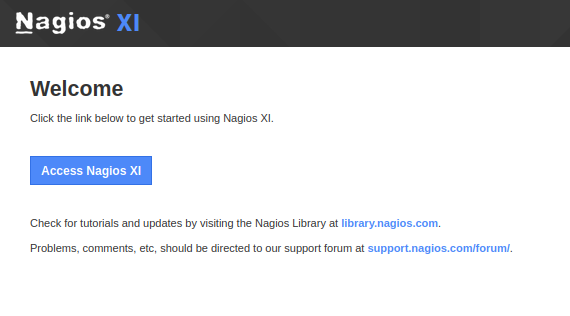 Nagios® XI
Welcome
Click the link below to get started using Nagios XI.
Access Nagios XI
Check for tutorials and updates by visiting the Nagios Library at library.nagios.com.
Problems, comments, etc, should be directed to our support forum at support.nagios.com/forum/.